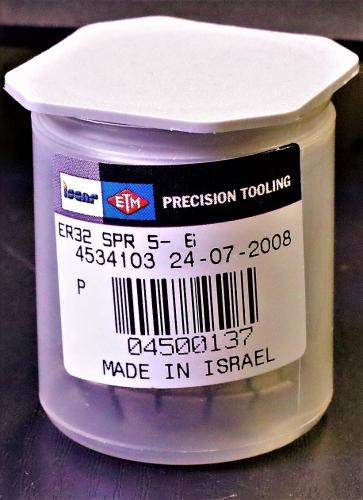 iscar ETM PRECISION TOOLING
ER32 SPR 5- 6
4534103 24-07-2008
P
04500137
MADE IN ISRAEL